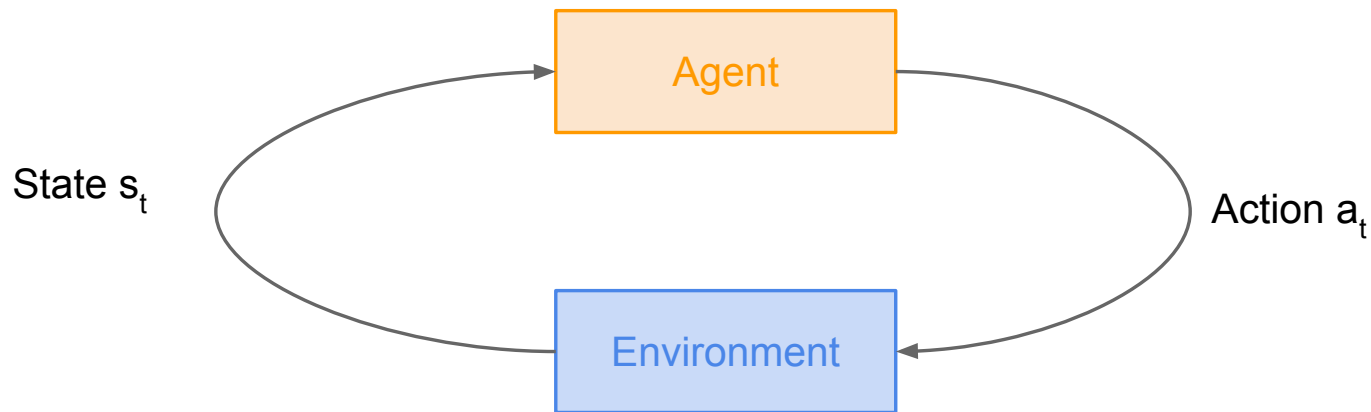 Agent
State sₜ
Action aₜ
Environment